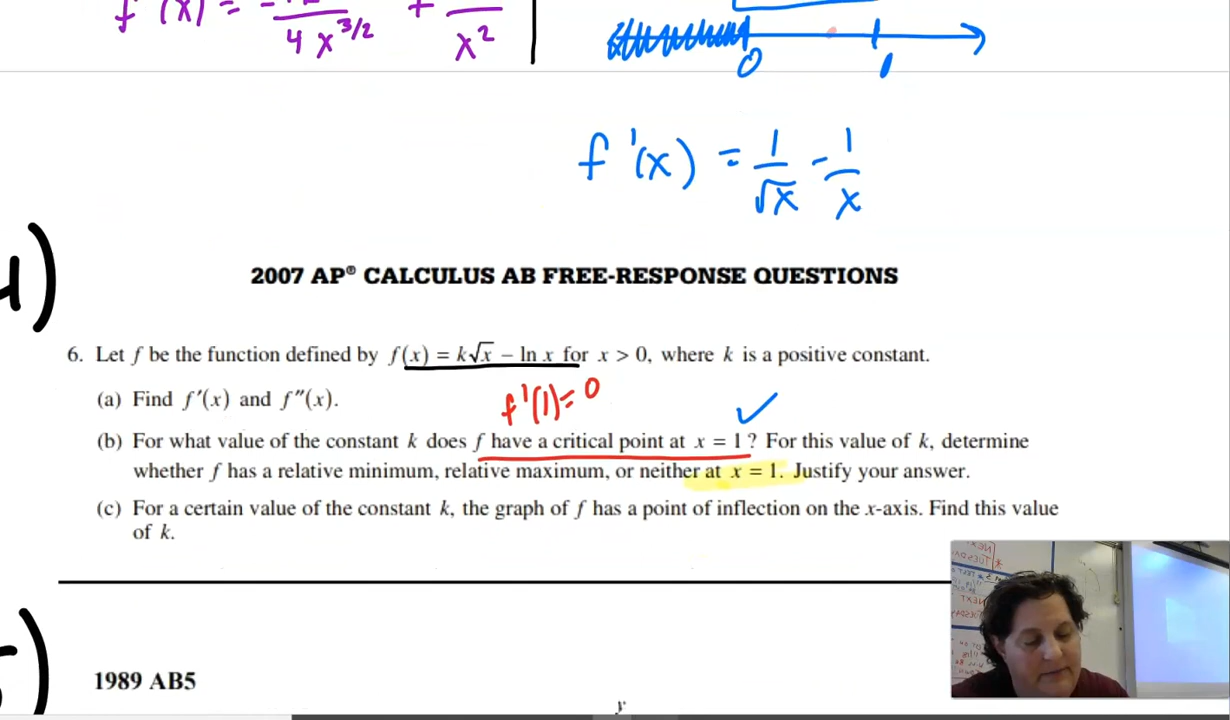 f'(x) =
4x^{3/2} + x²
0 1
f'(x) = 1/√x - 1/x
4)
2007 AP® CALCULUS AB FREE-RESPONSE QUESTIONS
6. Let f be the function defined by f(x) = k√x – ln x for x > 0, where k is a positive constant.
(a) Find f′(x) and f″(x).
f'(1)=0 ✓
(b) For what value of the constant k does f have a critical point at x = 1? For this value of k, determine
whether f has a relative minimum, relative maximum, or neither at x = 1. Justify your answer.
(c) For a certain value of the constant k, the graph of f has a point of inflection on the x-axis. Find this value
of k.
5)
1989 AB5
y